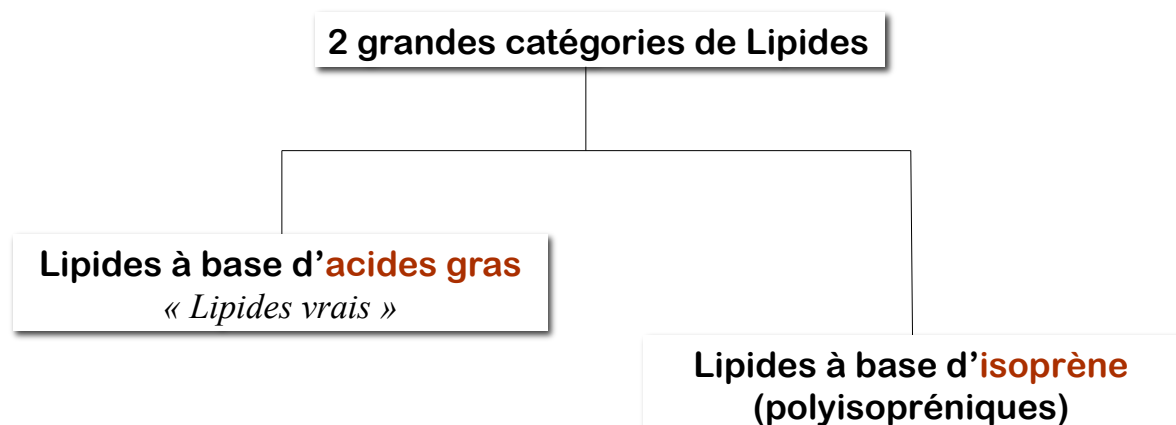 2 grandes catégories de Lipides
Lipides à base d’acides gras
« Lipides vrais »
Lipides à base d’isoprène
(polyisopréniques)